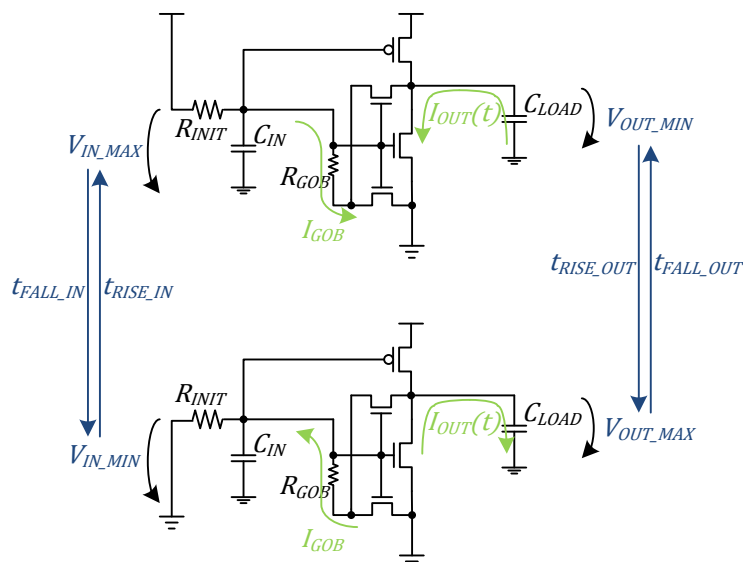 R_INIT
C_IN
R_GOB
I_GOB
I_OUT(t)
C_LOAD
V_IN_MAX
V_OUT_MIN
t_FALL_IN
t_RISE_IN
t_RISE_OUT
t_FALL_OUT
R_INIT
C_IN
R_GOB
I_GOB
I_OUT(t)
C_LOAD
V_IN_MIN
V_OUT_MAX